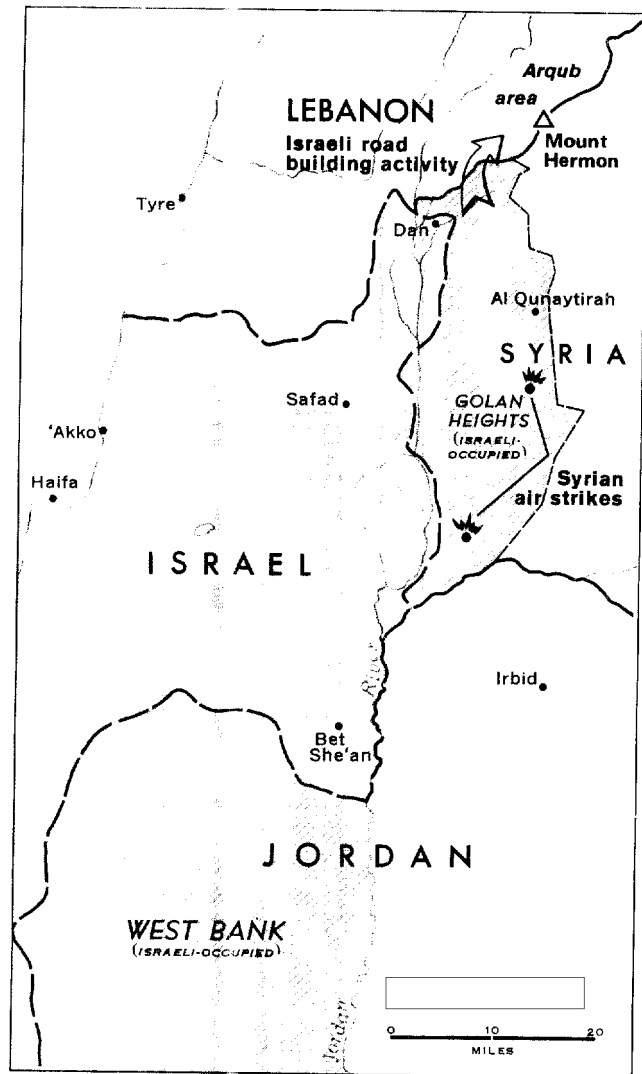 Arqub
area
LEBANON
Israeli road
building activity
Mount
Hermon
Tyre
Dan
Al Qunaytirah
SYRIA
Safad
GOLAN
HEIGHTS
(ISRAELI-
OCCUPIED)
'Akko
Haifa
Syrian
air strikes
ISRAEL
River
Irbid
Bet
She'an
JORDAN
WEST BANK
(ISRAELI-OCCUPIED)
Jordan
0 10 20
MILES